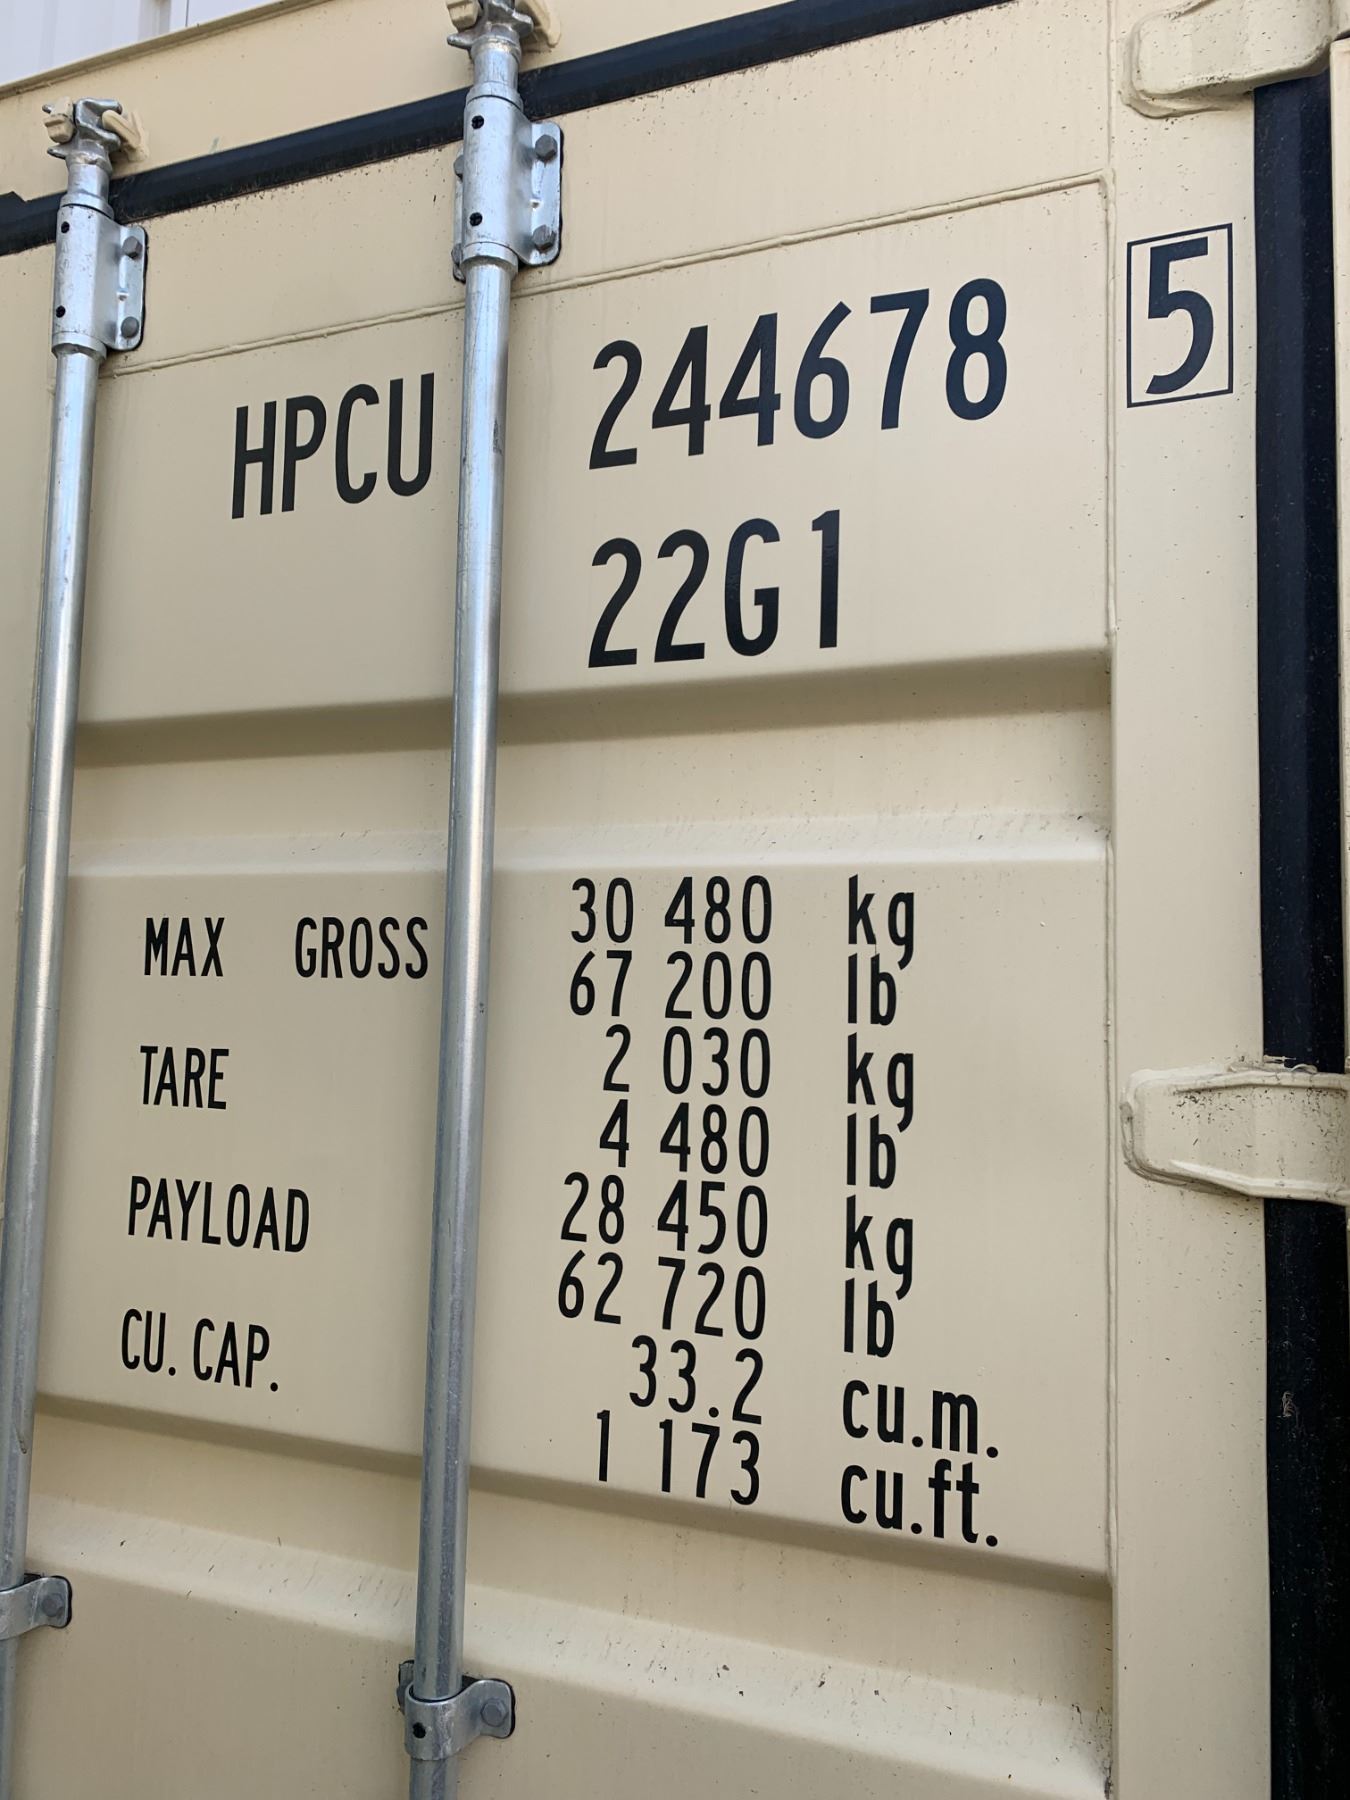 HPCU 244678 5
22G1
MAX GROSS 30 480 kg
67 200 lb
TARE 2 030 kg
4 480 lb
PAYLOAD 28 450 kg
62 720 lb
CU. CAP. 33.2 cu.m.
1 173 cu.ft.